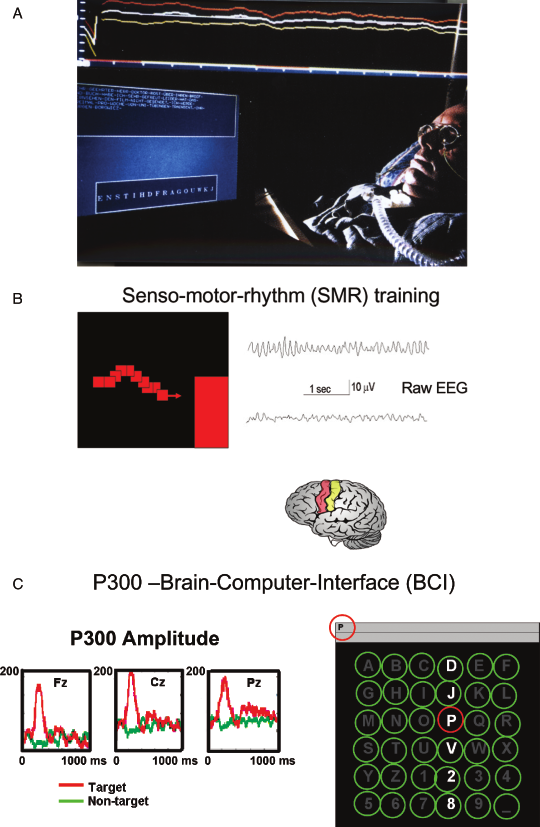 A
ENSTIHDFRAGOUWKJ
B
Senso-motor-rhythm (SMR) training
1 sec
10 μV
Raw EEG
C
P300 –Brain-Computer-Interface (BCI)
P300 Amplitude
200
Fz
0
1000 ms
200
Cz
0
1000 ms
200
Pz
0
1000 ms
Target
Non-target
P
A B C D E F
G H I J K L
M N O P Q R
S T U V W X
Y Z 1 2 3 4
5 6 7 8 9 _